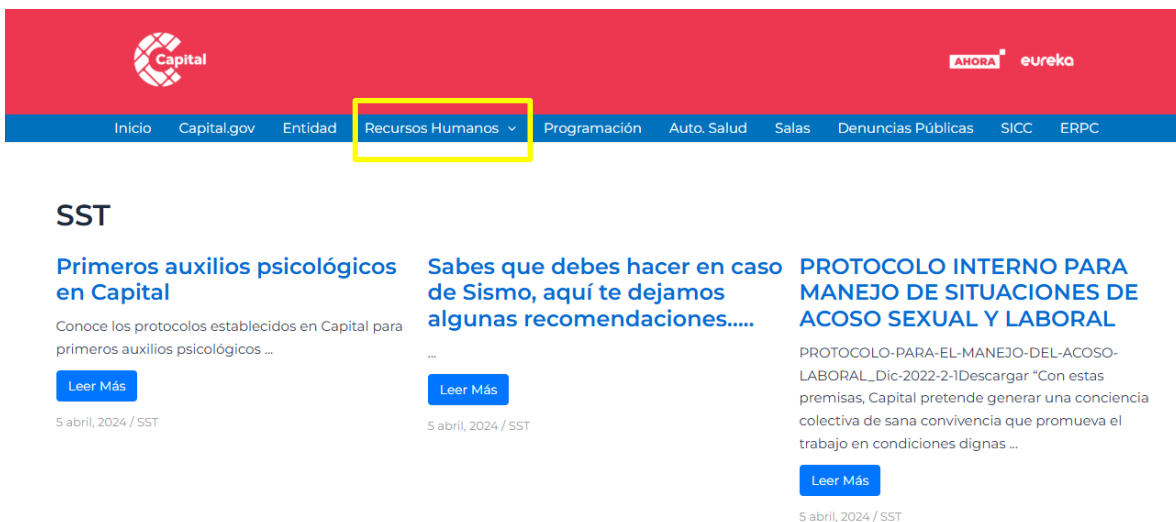 Capital
AHORA eureka
Inicio Capital.gov Entidad Recursos Humanos Programación Auto. Salud Salas Denuncias Públicas SICC ERPC
SST
Primeros auxilios psicológicos
en Capital
Conoce los protocolos establecidos en Capital para
primeros auxilios psicológicos ...
Leer Más
5 abril, 2024 / SST
Sabes que debes hacer en caso
de Sismo, aquí te dejamos
algunas recomendaciones.....
...
Leer Más
5 abril, 2024 / SST
PROTOCOLO INTERNO PARA
MANEJO DE SITUACIONES DE
ACOSO SEXUAL Y LABORAL
PROTOCOLO-PARA-EL-MANEJO-DEL-ACOSO-
LABORAL_Dic-2022-2-1Descargar “Con estas
premisas, Capital pretende generar una conciencia
colectiva de sana convivencia que promueva el
trabajo en condiciones dignas ...
Leer Más
5 abril, 2024 / SST